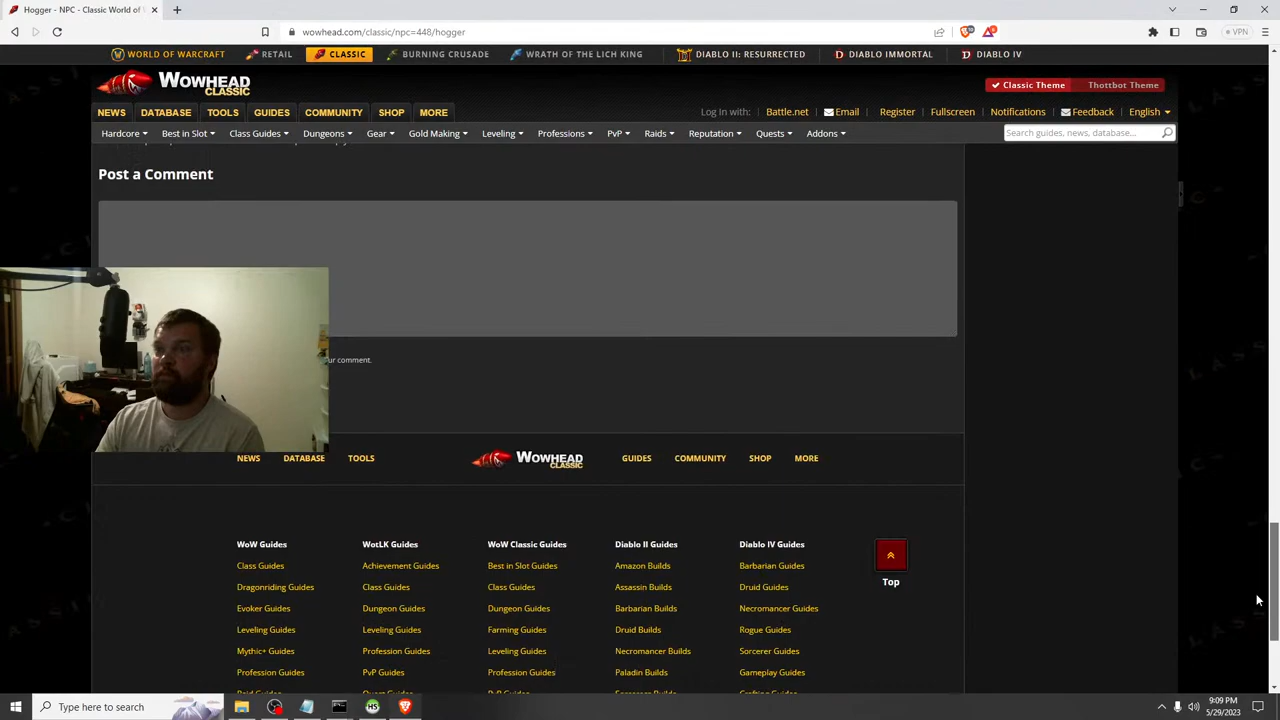 Hogger - NPC - Classic World of W
wowhead.com/classic/npc=448/hogger
VPN
WORLD OF WARCRAFT RETAIL CLASSIC BURNING CRUSADE WRATH OF THE LICH KING DIABLO II: RESURRECTED DIABLO IMMORTAL DIABLO IV
WOWHEAD CLASSIC
Classic Theme Thottbot Theme
NEWS DATABASE TOOLS GUIDES COMMUNITY SHOP MORE Log In with: Battle.net Email Register Fullscreen Notifications Feedback English
Hardcore Best in Slot Class Guides Dungeons Gear Gold Making Leveling Professions PvP Raids Reputation Quests Addons Search guides, news, database...
Post a Comment
ur comment.
NEWS DATABASE TOOLS WOWHEAD CLASSIC GUIDES COMMUNITY SHOP MORE
WoW Guides WotLK Guides WoW Classic Guides Diablo II Guides Diablo IV Guides
Class Guides Achievement Guides Best in Slot Guides Amazon Builds Barbarian Guides
Dragonriding Guides Class Guides Class Guides Assassin Builds Druid Guides
Top
Evoker Guides Dungeon Guides Dungeon Guides Barbarian Builds Necromancer Guides
Leveling Guides Leveling Guides Farming Guides Druid Builds Rogue Guides
Mythic+ Guides Profession Guides Leveling Guides Necromancer Builds Sorcerer Guides
Profession Guides PvP Guides Profession Guides Paladin Builds Gameplay Guides
Type here to search
9:09 PM
5/29/2023